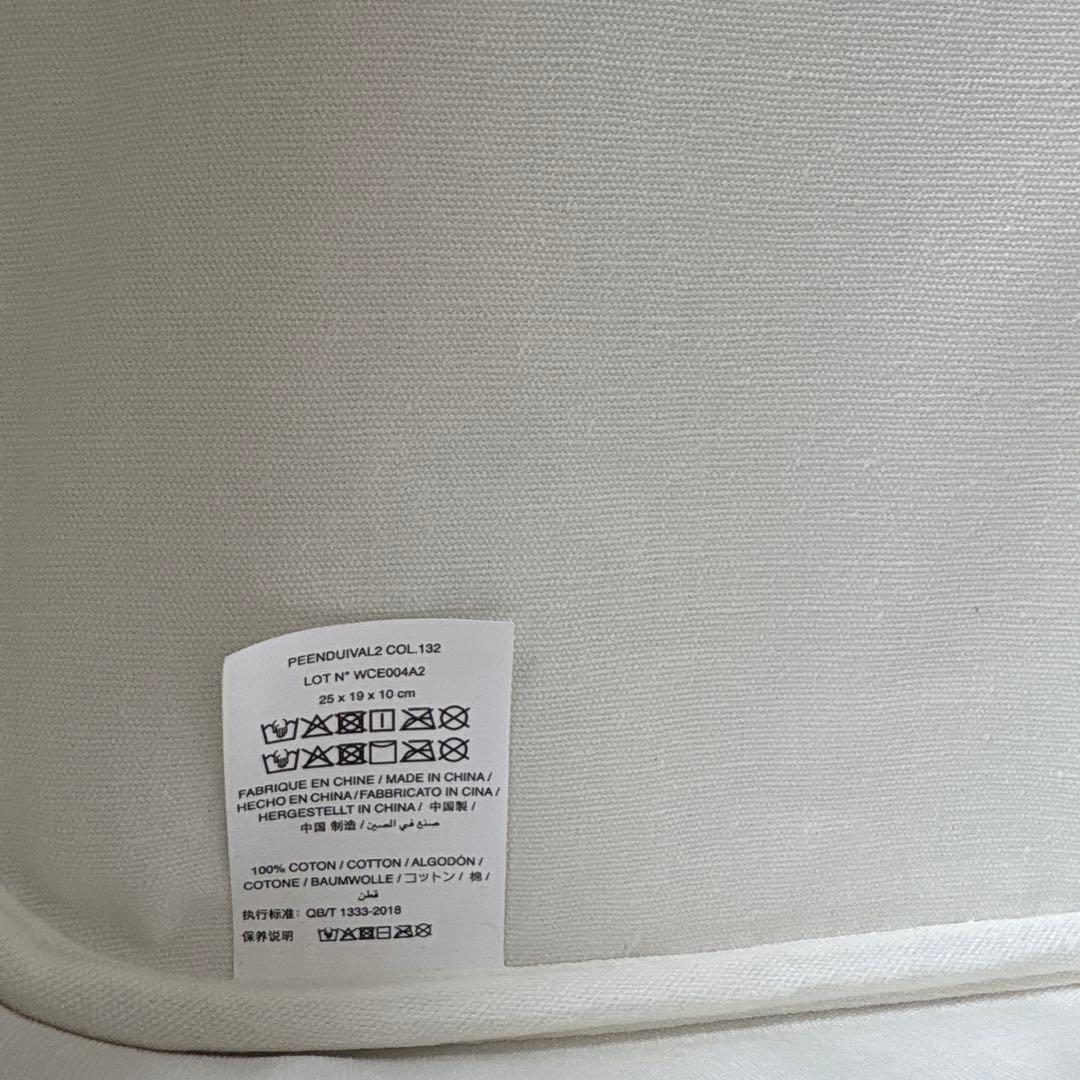 PEENDUIVAL2 COL.132
LOT N° WCE004A2
25 x 19 x 10 cm
FABRIQUE EN CHINE / MADE IN CHINA /
HECHO EN CHINA / FABBRICATO IN CINA /
HERGESTELLT IN CHINA / 中国製 /
中国 制造 / صنع في الصين
100% COTON / COTTON / ALGODÓN /
COTONE / BAUMWOLLE / コットン / 棉 /
قطن
执行标准：QB/T 1333-2018
保养说明